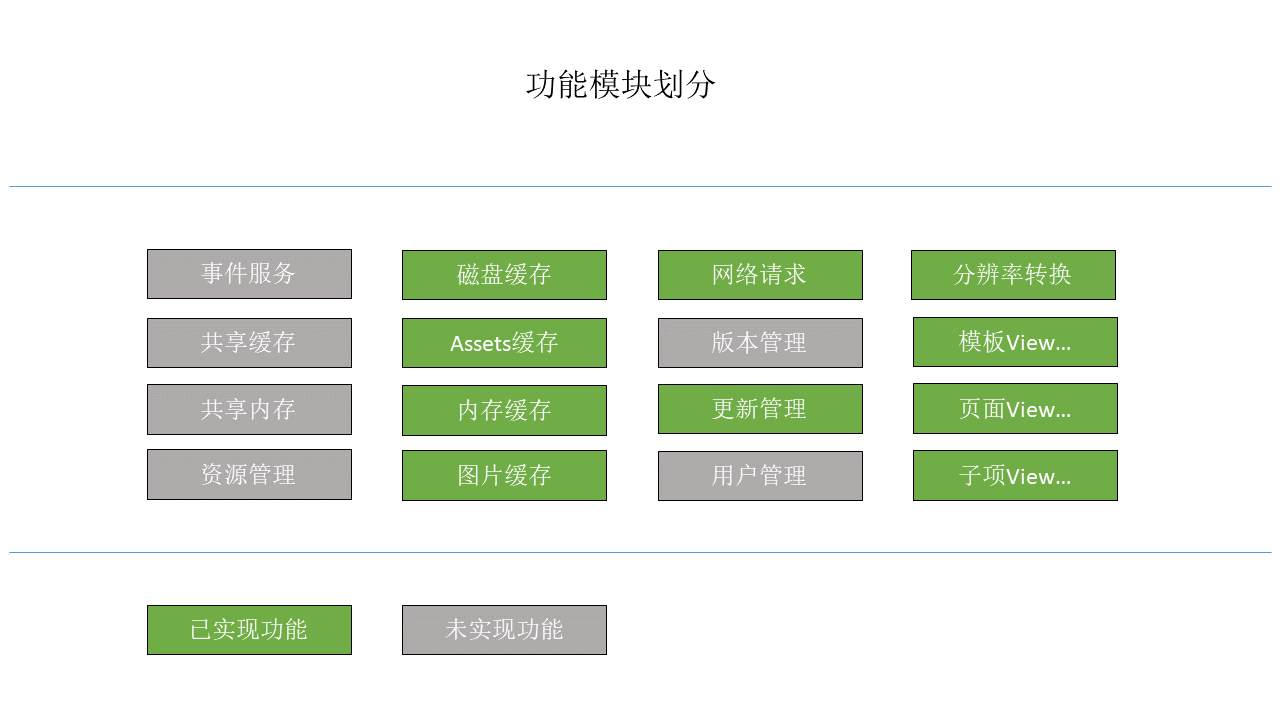 功能模块划分
事件服务
磁盘缓存
网络请求
分辨率转换
共享缓存
Assets缓存
版本管理
模板View...
共享内存
内存缓存
更新管理
页面View...
资源管理
图片缓存
用户管理
子项View...
已实现功能
未实现功能